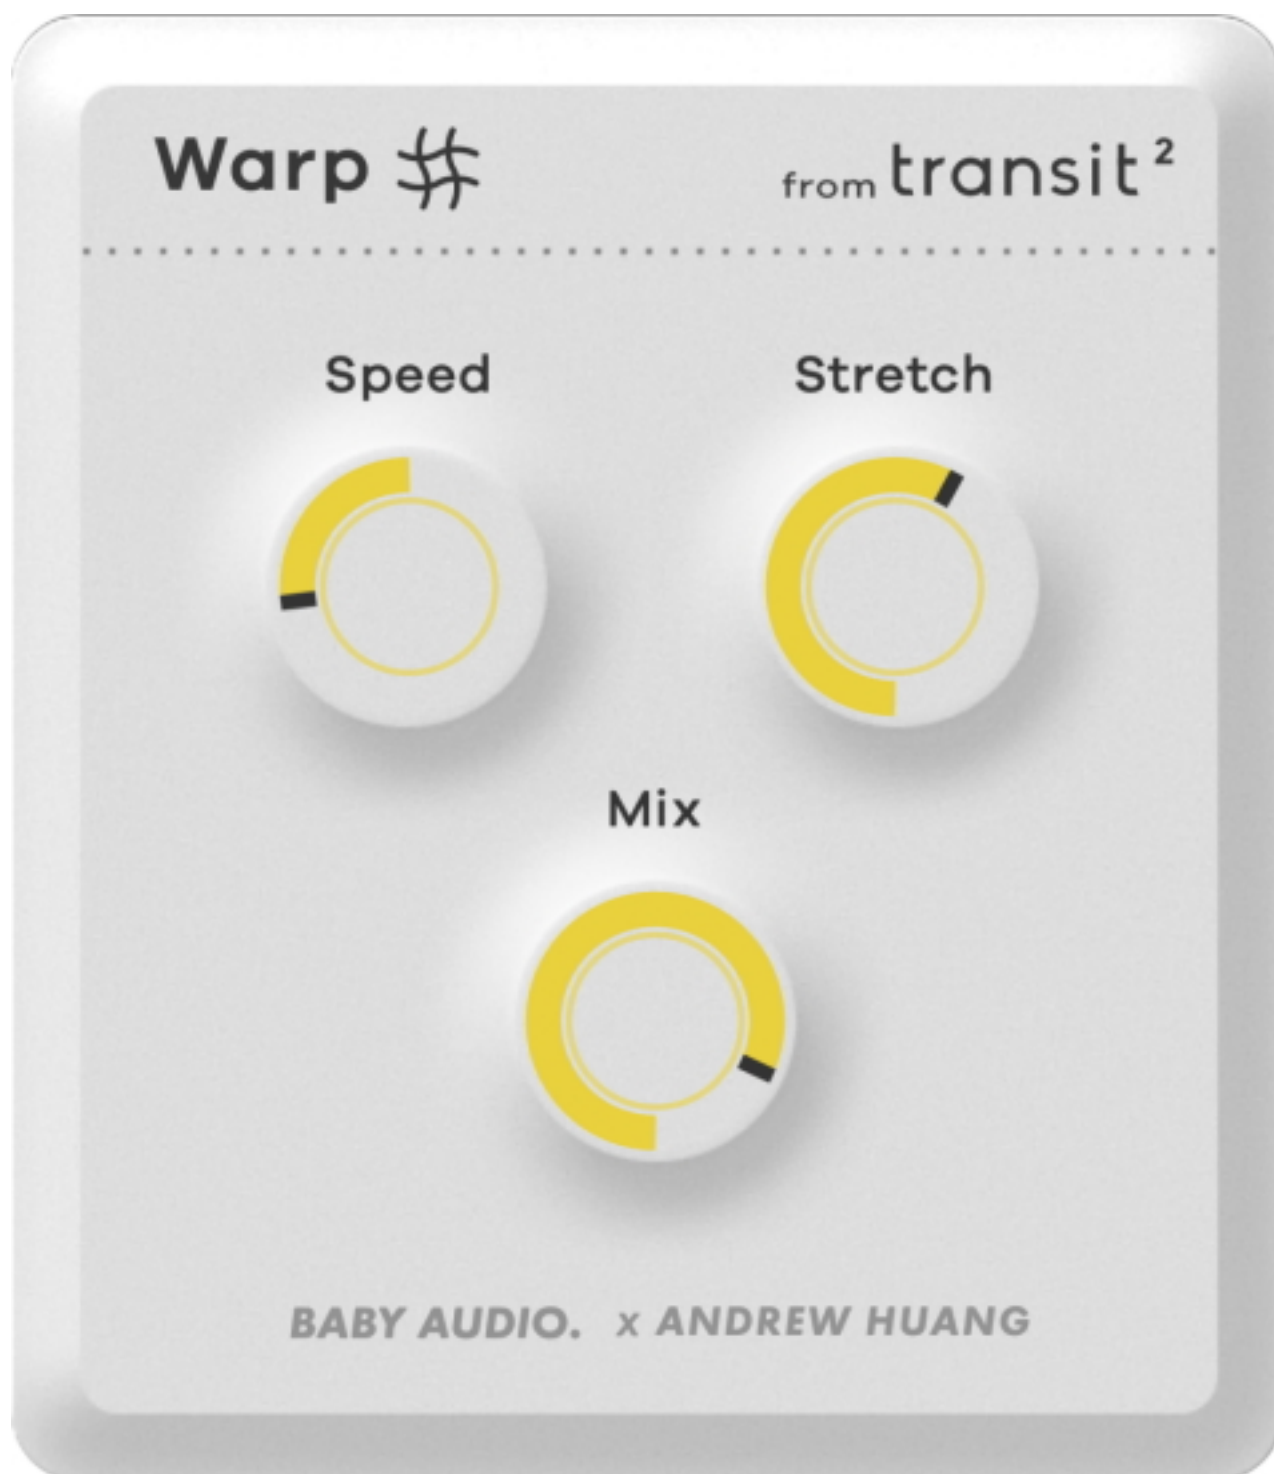 Warp from transit²
Speed Stretch
Mix
BABY AUDIO. x ANDREW HUANG